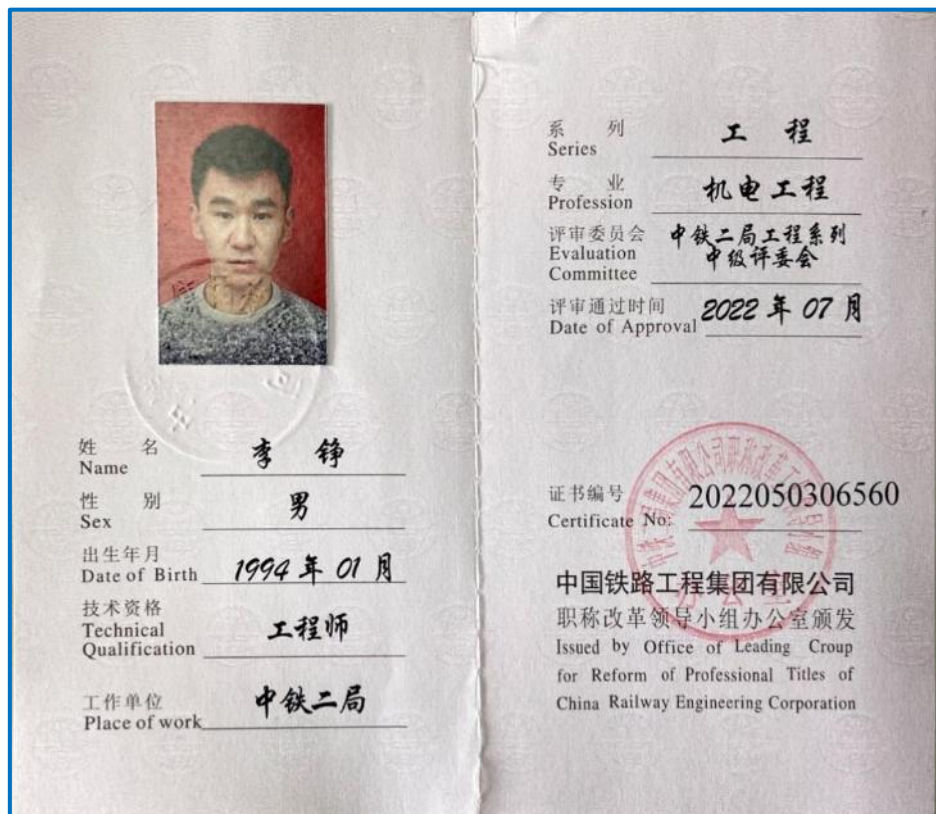 姓 名
Name
李 铮
性 别
Sex
男
出生年月
Date of Birth
1994 年 01 月
技术资格
Technical
Qualification
工程师
工作单位
Place of work
中铁二局
系 列
Series
工 程
专 业
Profession
机电工程
评审委员会
Evaluation
Committee
中铁二局工程系列
中级评委会
评审通过时间
Date of Approval
2022 年 07 月
证书编号
Certificate No:
2022050306560
中国铁路工程集团有限公司
职称改革领导小组办公室颁发
Issued by Office of Leading Croup
for Reform of Professional Titles of
China Railway Engineering Corporation